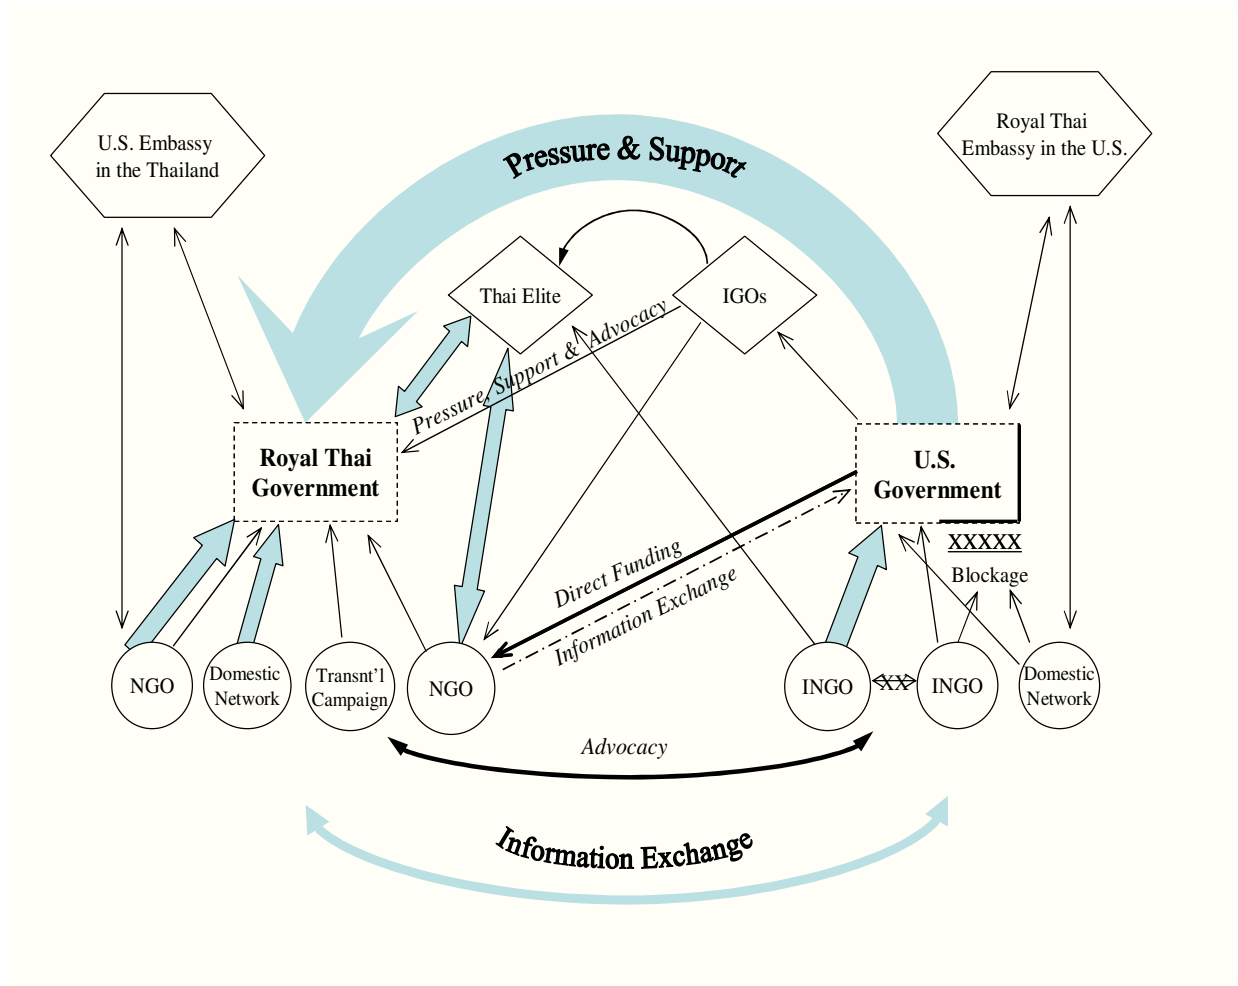 Royal Thai
Embassy in the U.S.
U.S. Embassy
in the Thailand
Pressure & Support
Thai Elite
IGOs
Pressure, Support & Advocacy
Royal Thai
Government
U.S.
Government
XXXXX
Blockage
Direct Funding
Information Exchange
NGO
Domestic
Network
Transnt'l
Campaign
NGO
INGO
XX
INGO
Domestic
Network
Advocacy
Information Exchange